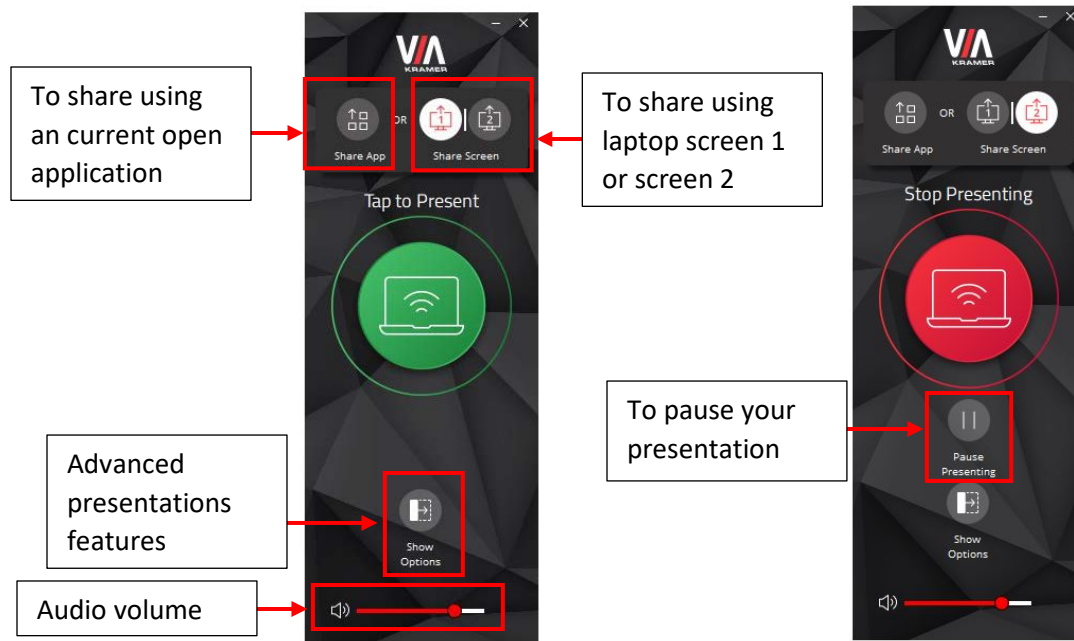 VIA
KRAMER
To share using
an current open
application
1
OR
2
Share App
Share Screen
To share using
laptop screen 1
or screen 2
Tap to Present
Advanced
presentations
features
Show
Options
Audio volume
VIA
KRAMER
OR
1
2
Share App
Share Screen
Stop Presenting
To pause your
presentation
Pause
Presenting
Show
Options